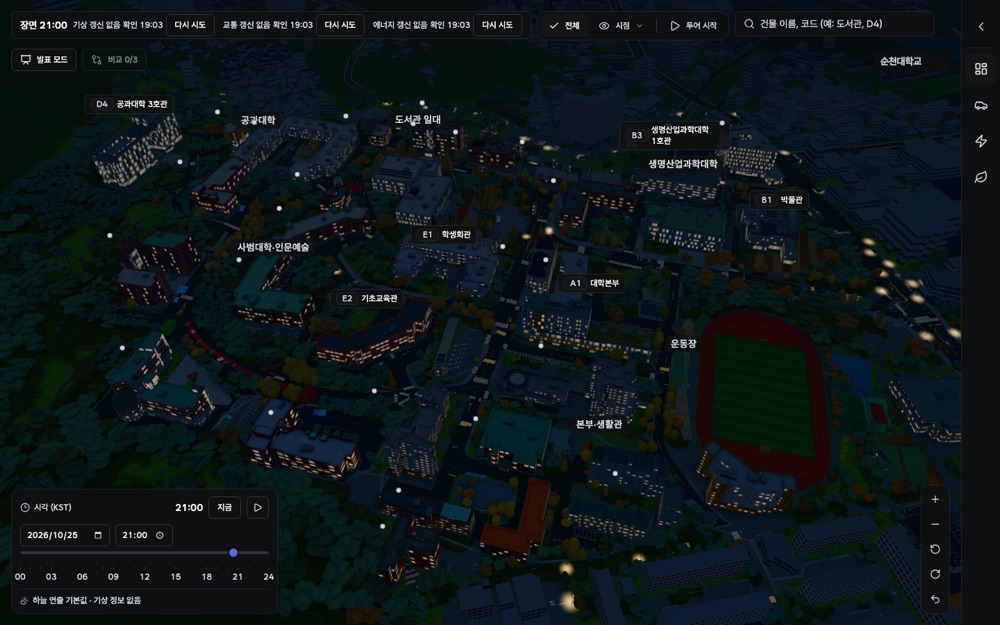 장면 21:00 기상 갱신 없음 확인 19:03 다시 시도 교통 갱신 없음 확인 19:03 다시 시도 에너지 갱신 없음 확인 19:03 다시 시도 전체 시점 투어 시작 건물 이름, 코드 (예: 도서관, D4)
발표 모드 비교 0/3 순천대학교
D4 공과대학 3호관
공과대학
도서관 일대
B3 생명산업과학대학
1호관
생명산업과학대학
B1 박물관
E1 학생회관
사범대학·인문예술
A1 대학본부
E2 기초교육관
운동장
본부·생활관
시각 (KST) 21:00 지금
2026/10/25 21:00
00 03 06 09 12 15 18 21 24
하늘 연출 기본값 · 기상 정보 없음